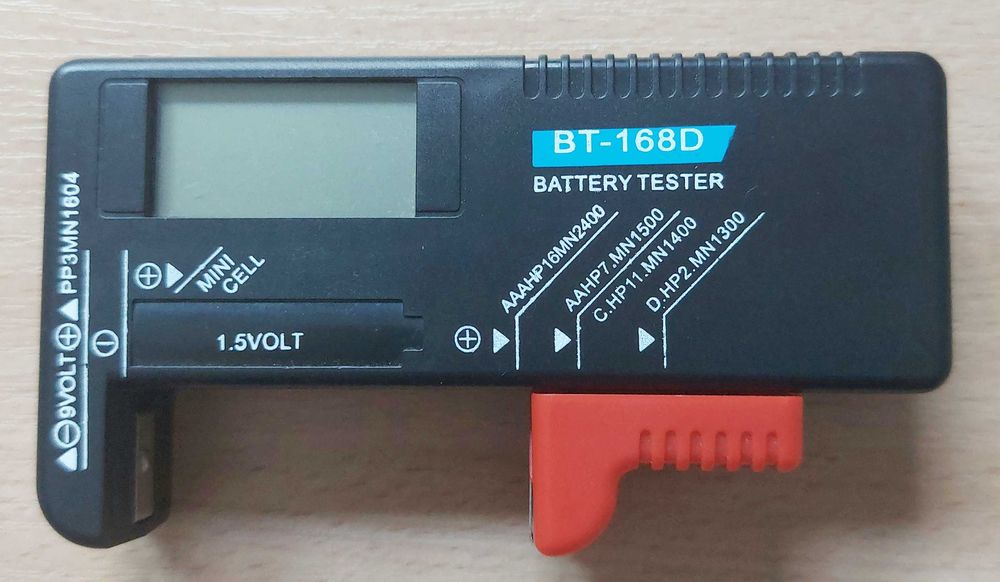 BT-168D
BATTERY TESTER
AAAHP16MN2400
AAHP7.MN1500
C.HP11.MN1400
D.HP2.MN1300
MINI
CELL
1.5VOLT
9VOLT
PP3MN1604